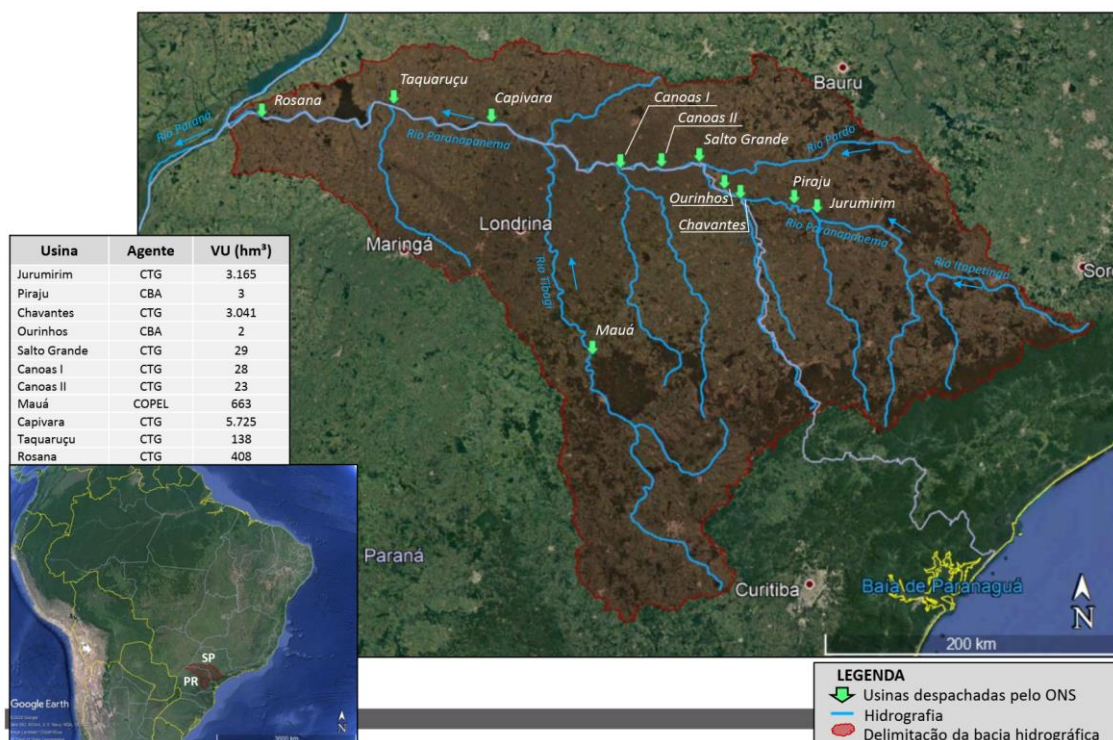 Bauru
Taquaruçu
Capivara
Rosana
Canoas I
Canoas II
Salto Grande
Rio Paraná
Rio Paranapanema
Rio Pardo
Ourinhos
Chavantes
Piraju
Jurumirim
Rio Paranapanema
Londrina
Maringá
Rio Tibagi
Rio Itapetinga
Soro
Mauá
Paraná
Curitiba
Baía de Paranaguá
N
200 km
Usina Agente VU (hm³)
Jurumirim CTG 3.165
Piraju CBA 3
Chavantes CTG 3.041
Ourinhos CBA 2
Salto Grande CTG 29
Canoas I CTG 28
Canoas II CTG 23
Mauá COPEL 663
Capivara CTG 5.725
Taquaruçu CTG 138
Rosana CTG 408
SP
PR
Google Earth
N
LEGENDA
Usinas despachadas pelo ONS
Hidrografia
Delimitação da bacia hidrográfica